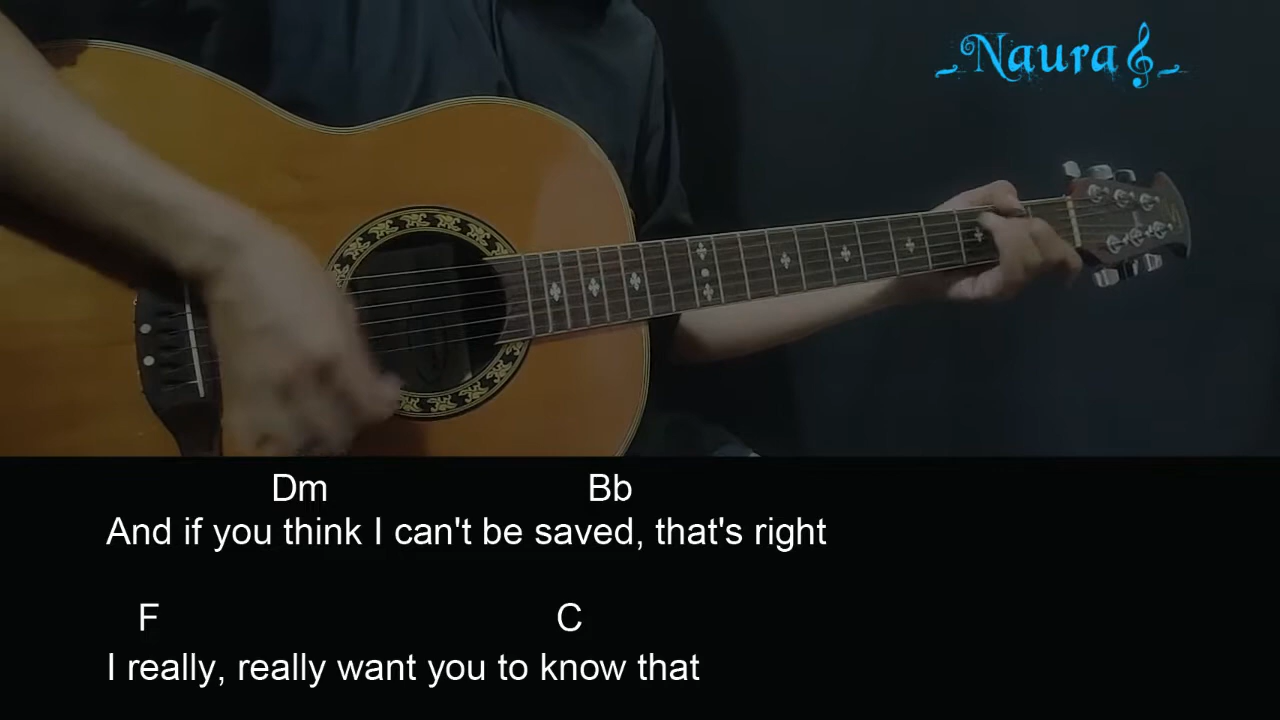 Naura
Dm Bb
And if you think I can't be saved, that's right
F C
I really, really want you to know that